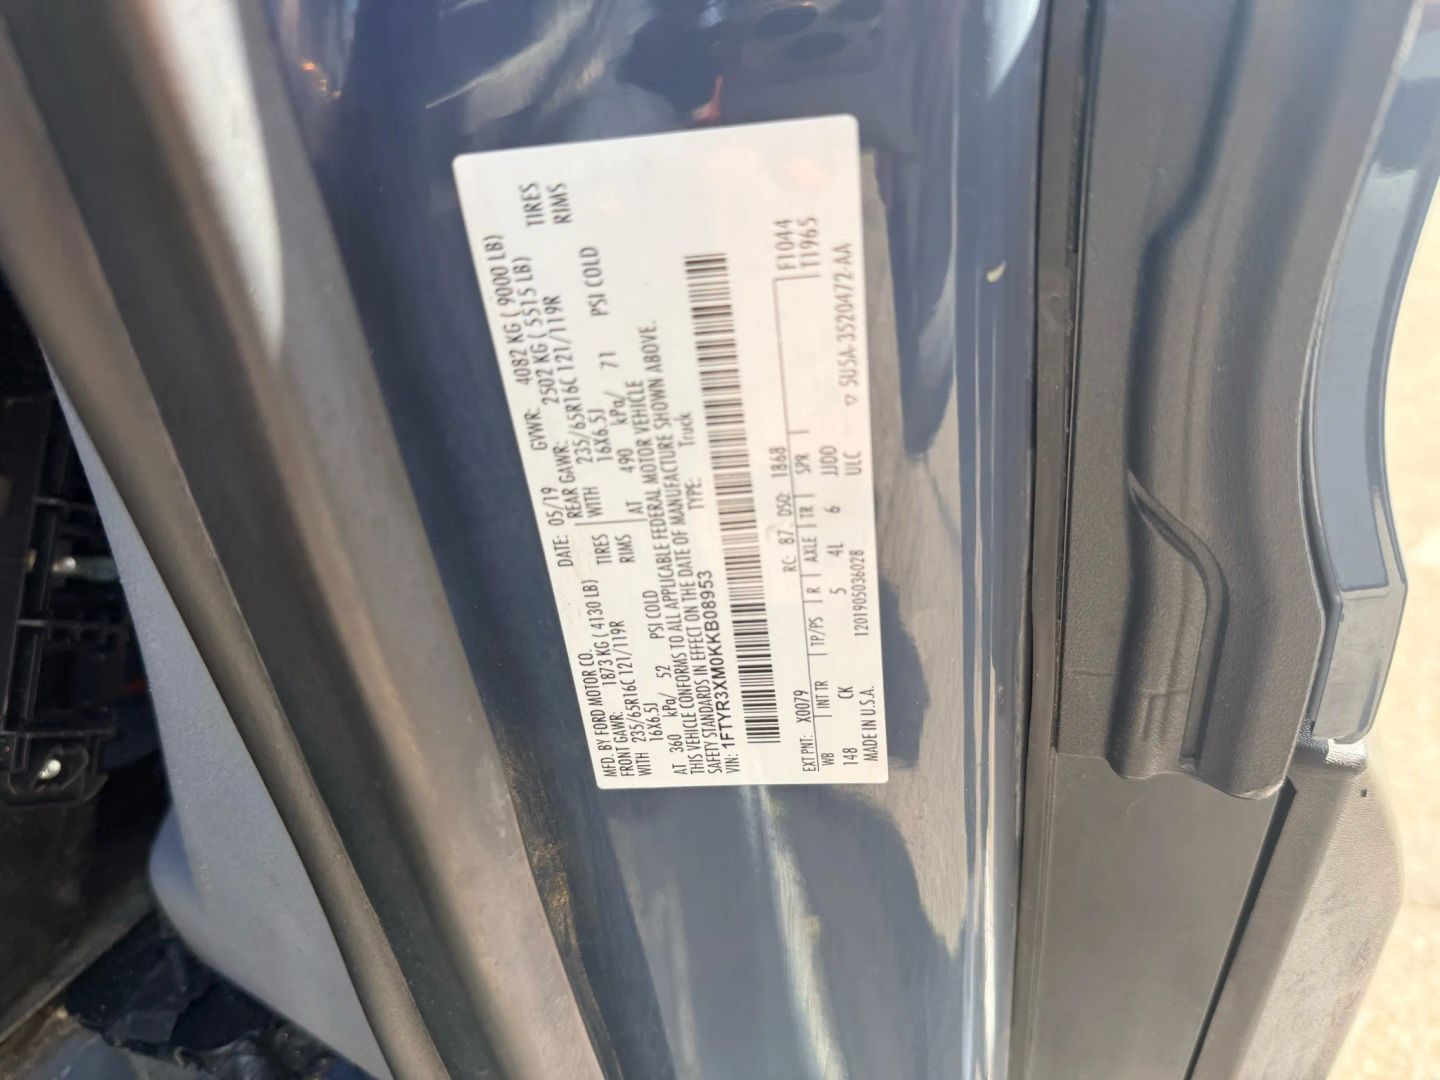 MFD. BY FORD MOTOR CO.
DATE: 05/19 GVWR: 4082 KG ( 9000 LB)
FRONT GAWR: 1873 KG ( 4130 LB) REAR GAWR: 2502 KG ( 5515 LB)
WITH 235/65R16C 121/119R TIRES WITH 235/65R16C 121/119R TIRES
16X6.5J RIMS 16X6.5J RIMS
AT 360 kPa/ 52 PSI COLD AT 490 kPa/ 71 PSI COLD
THIS VEHICLE CONFORMS TO ALL APPLICABLE FEDERAL MOTOR VEHICLE
SAFETY STANDARDS IN EFFECT ON THE DATE OF MANUFACTURE SHOWN ABOVE.
VIN: 1FTYR3XM0KKB08953 TYPE: Truck
EXT PNT: X0079 RC: 87 DSO: 1868 F1044
WB INT TR TP/PS R AXLE TR SPR T1965
148 CK 5 4L 6 JJDD
MADE IN U.S.A. 1201905036028 ULC ▽ 5U5A-3520472-AA